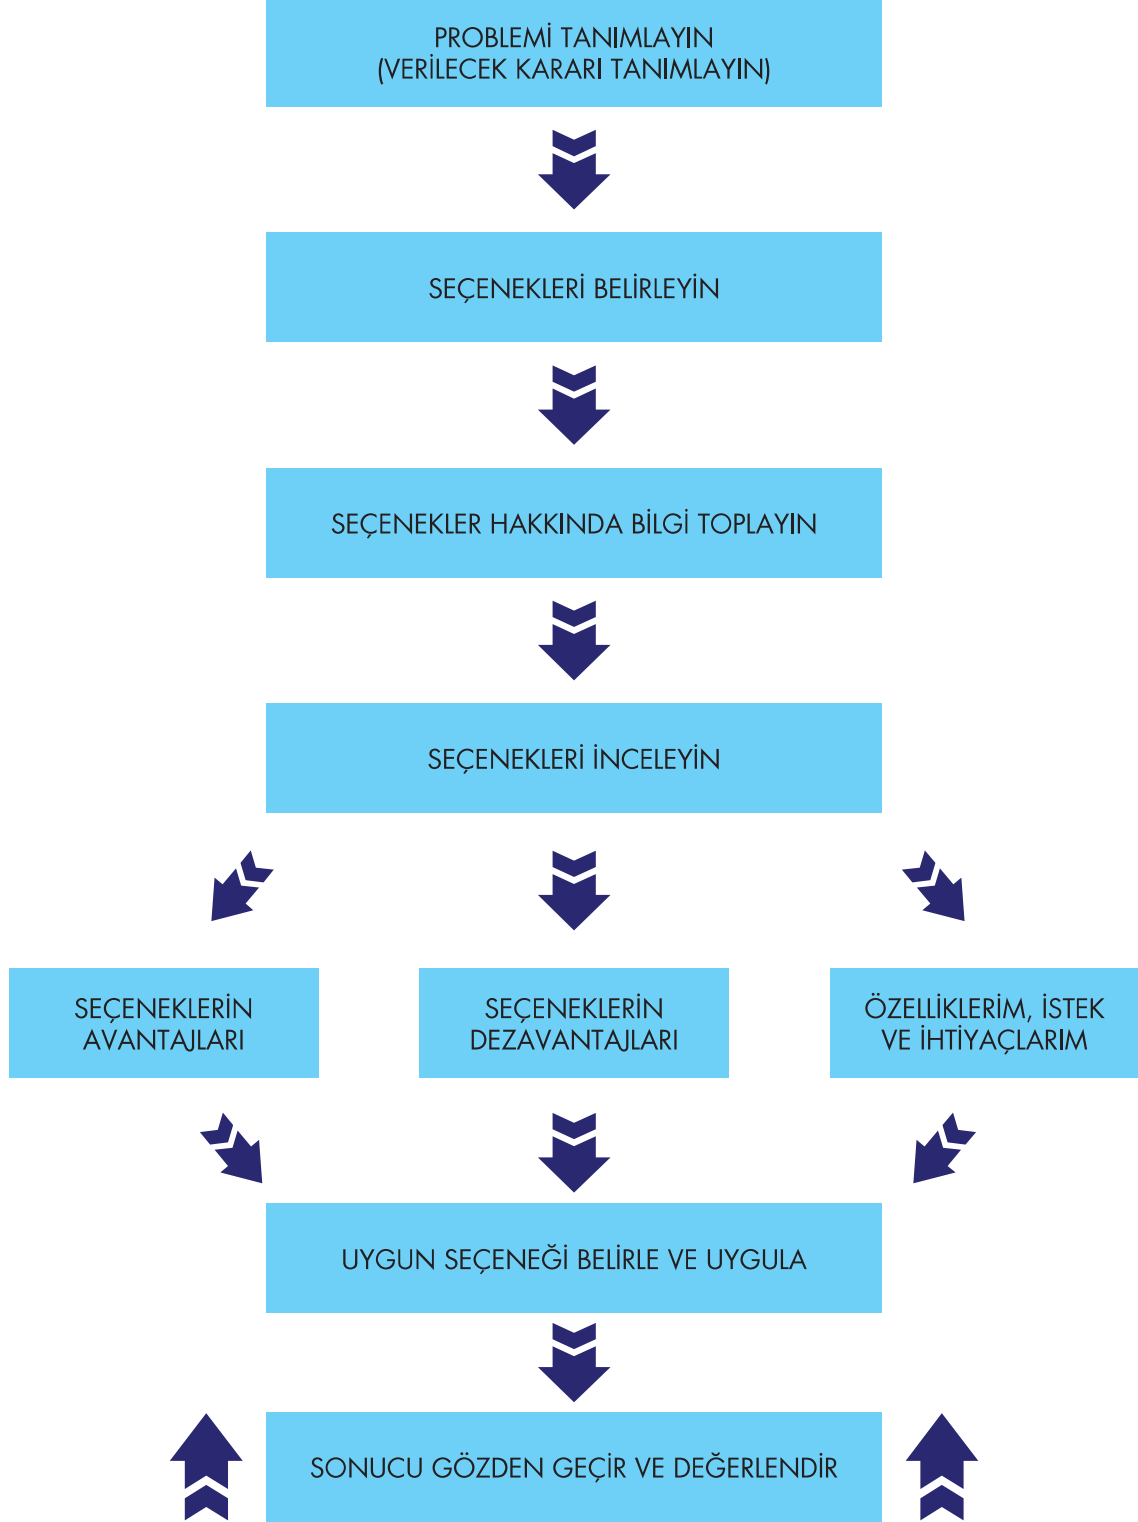 PROBLEMİ TANIMLAYIN
(VERİLECEK KARARI TANIMLAYIN)
SEÇENEKLERİ BELİRLEYİN
SEÇENEKLER HAKKINDA BİLGİ TOPLAYIN
SEÇENEKLERİ İNCELEYİN
SEÇENEKLERİN
AVANTAJLARI
SEÇENEKLERİN
DEZAVANTAJLARI
ÖZELLİKLERİM, İSTEK
VE İHTİYAÇLARIM
UYGUN SEÇENEĞİ BELİRLE VE UYGULA
SONUCU GÖZDEN GEÇİR VE DEĞERLENDİR